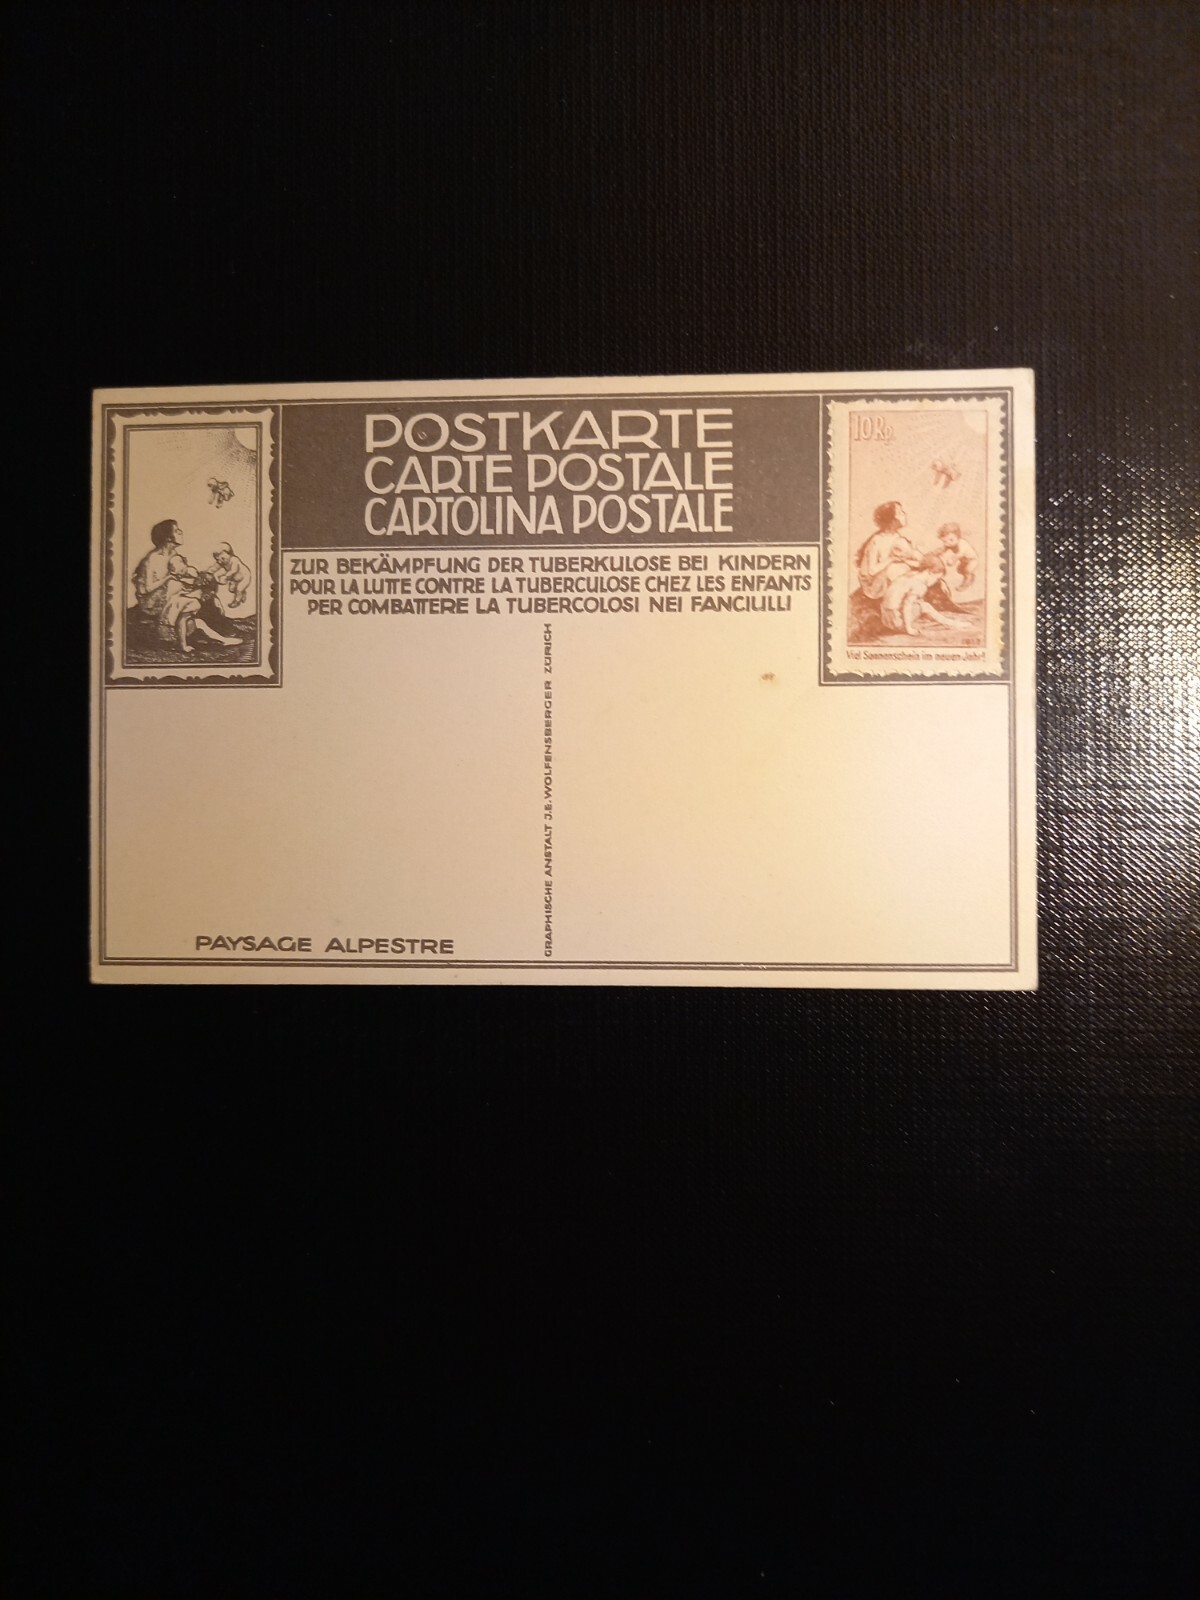 POSTKARTE
CARTE POSTALE
CARTOLINA POSTALE
10 Rp.
ZUR BEKÄMPFUNG DER TUBERKULOSE BEI KINDERN
POUR LA LUTTE CONTRE LA TUBERCULOSE CHEZ LES ENFANTS
PER COMBATTERE LA TUBERCOLOSI NEI FANCIULLI
Viel Sonnenschein im neuen Jahr!
GRAPHISCHE ANSTALT J.E. WOLFENSBERGER ZÜRICH
PAYSAGE ALPESTRE